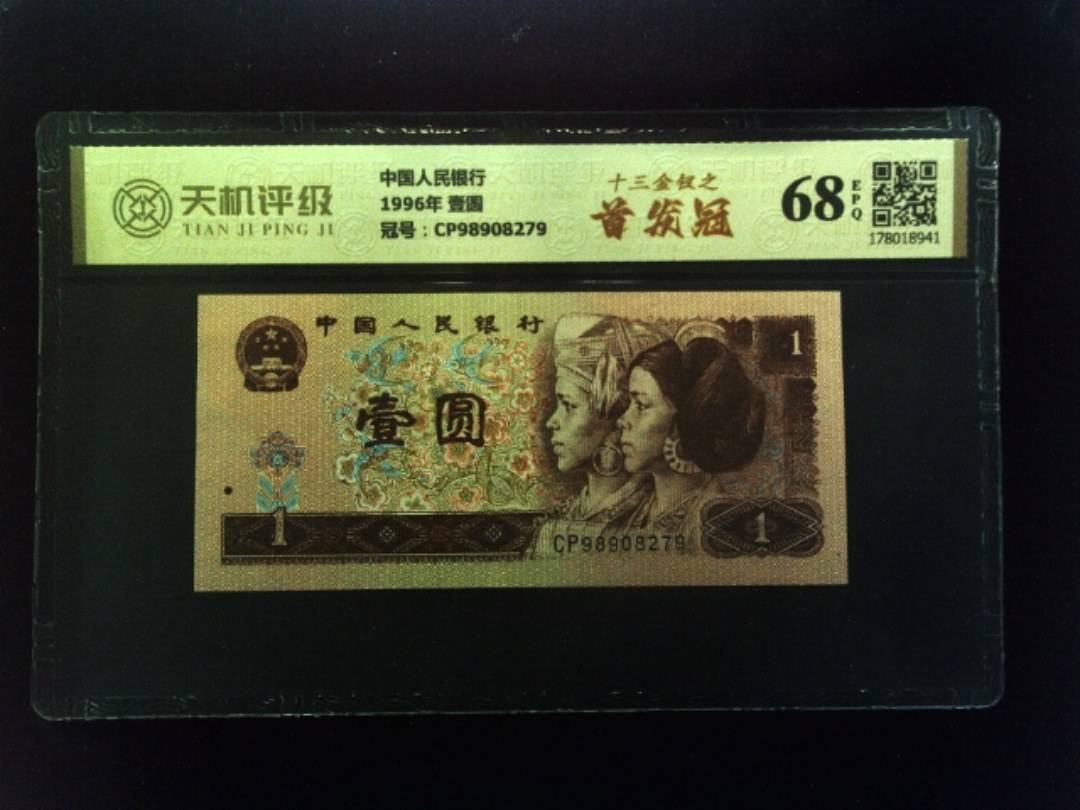 天机评级
TIAN JI PING JI
中国人民银行
1996年 壹圆
冠号：CP98908279
十三金钗之
首发冠
68
EPQ
178018941
中国人民银行
1
壹圆
1
CP98908279
1